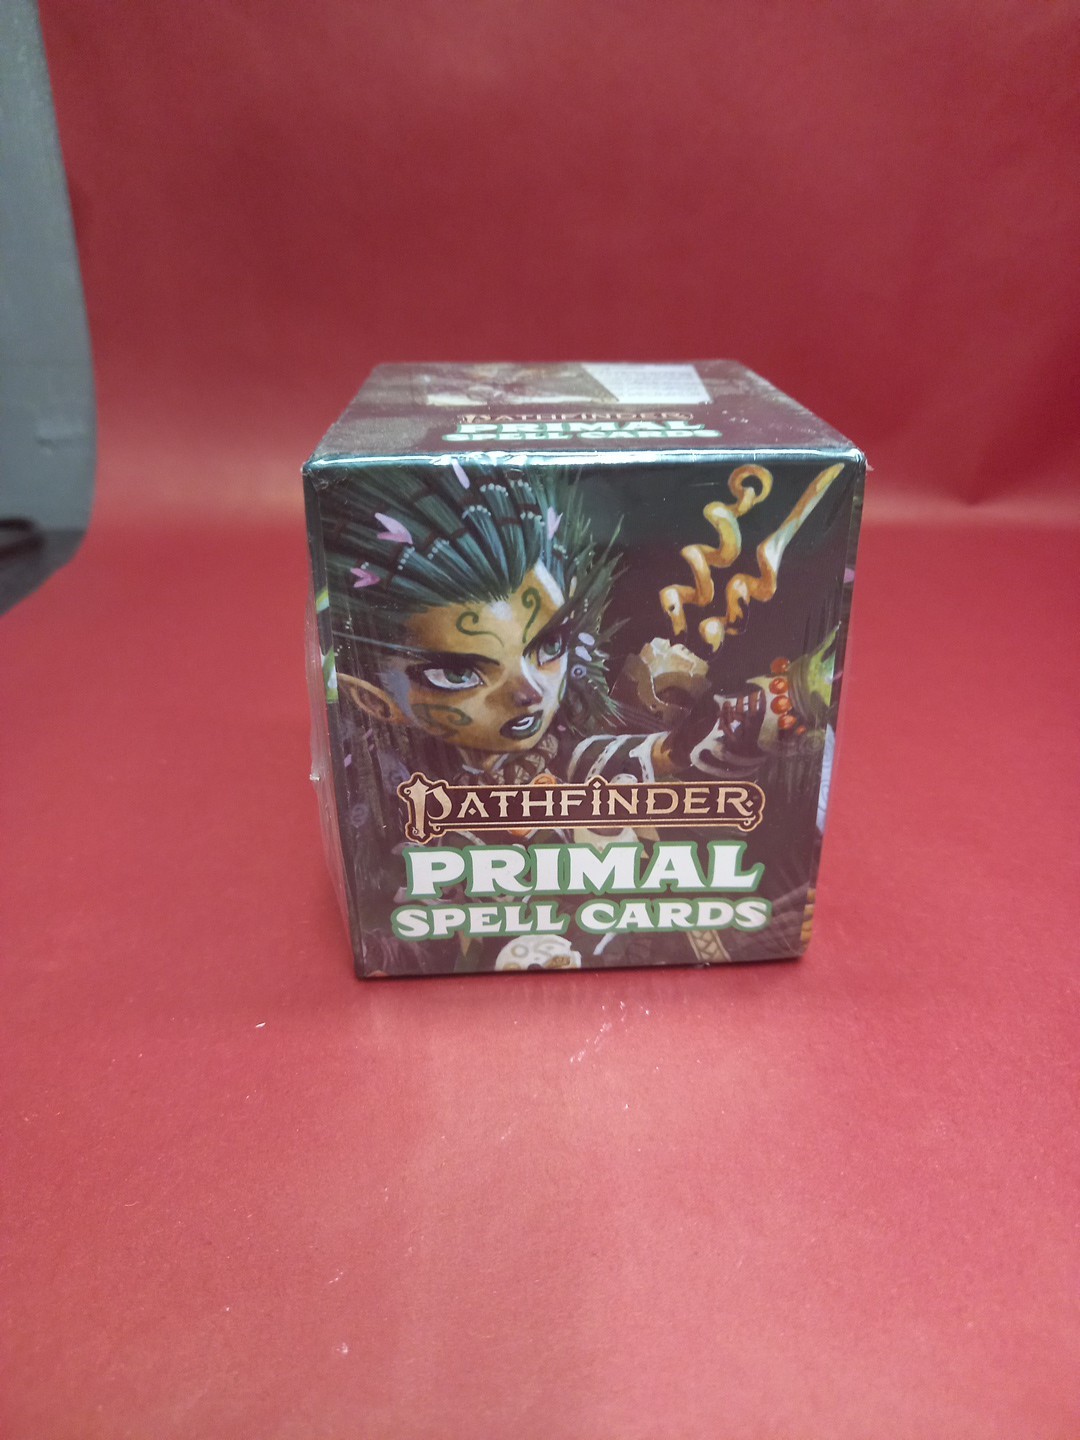 PATHFINDER
PRIMAL
SPELL CARDS
PATHFINDER
PRIMAL
SPELL CARDS